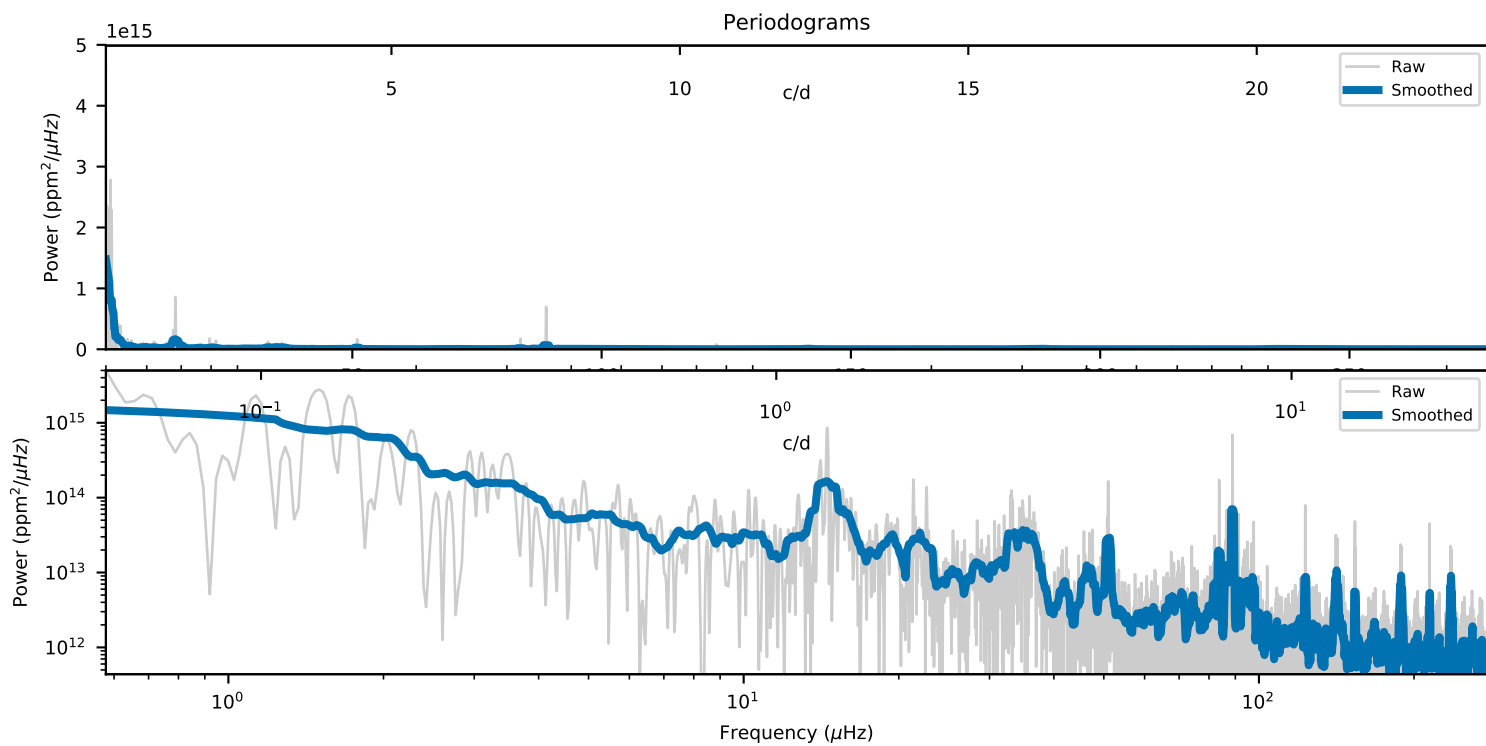 Periodograms
1e15
5
4
3
2
1
0
Power (ppm²/μHz)
5 10 15 20
c/d
Raw
Smoothed
10⁻¹ 10⁰ 10¹
c/d
Raw
Smoothed
10¹⁵
10¹⁴
10¹³
10¹²
Power (ppm²/μHz)
10⁰ 10¹ 10²
Frequency (μHz)